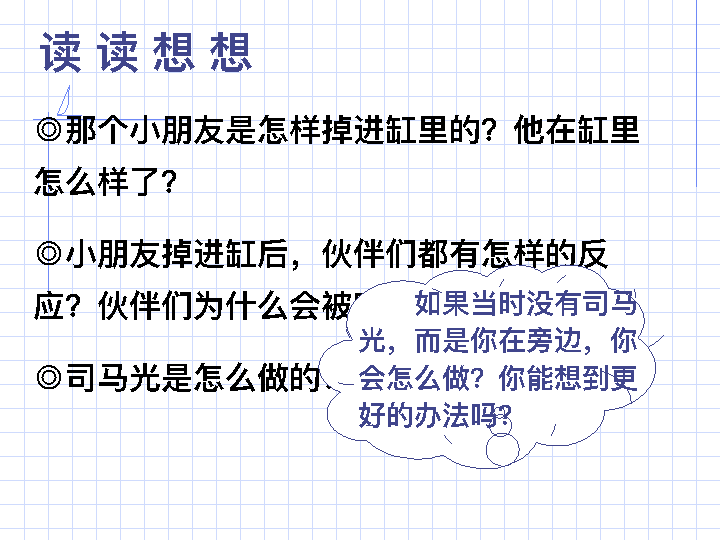 读 读 想 想
◎那个小朋友是怎样掉进缸里的？他在缸里
怎么样了？
◎小朋友掉进缸后，伙伴们都有怎样的反
应？伙伴们为什么会被
◎司马光是怎么做的
如果当时没有司马
光，而是你在旁边，你
会怎么做？你能想到更
好的办法吗？